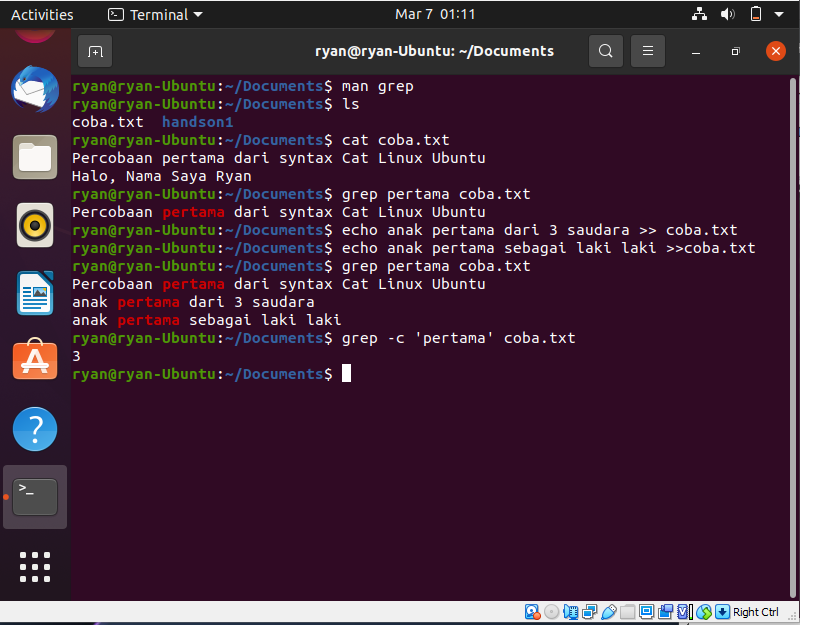 Activities Terminal Mar 7 01:11
ryan@ryan-Ubuntu: ~/Documents
ryan@ryan-Ubuntu:~/Documents$ man grep
ryan@ryan-Ubuntu:~/Documents$ ls
coba.txt  handson1
ryan@ryan-Ubuntu:~/Documents$ cat coba.txt
Percobaan pertama dari syntax Cat Linux Ubuntu
Halo, Nama Saya Ryan
ryan@ryan-Ubuntu:~/Documents$ grep pertama coba.txt
Percobaan pertama dari syntax Cat Linux Ubuntu
ryan@ryan-Ubuntu:~/Documents$ echo anak pertama dari 3 saudara >> coba.txt
ryan@ryan-Ubuntu:~/Documents$ echo anak pertama sebagai laki laki >>coba.txt
ryan@ryan-Ubuntu:~/Documents$ grep pertama coba.txt
Percobaan pertama dari syntax Cat Linux Ubuntu
anak pertama dari 3 saudara
anak pertama sebagai laki laki
ryan@ryan-Ubuntu:~/Documents$ grep -c 'pertama' coba.txt
3
ryan@ryan-Ubuntu:~/Documents$
Right Ctrl